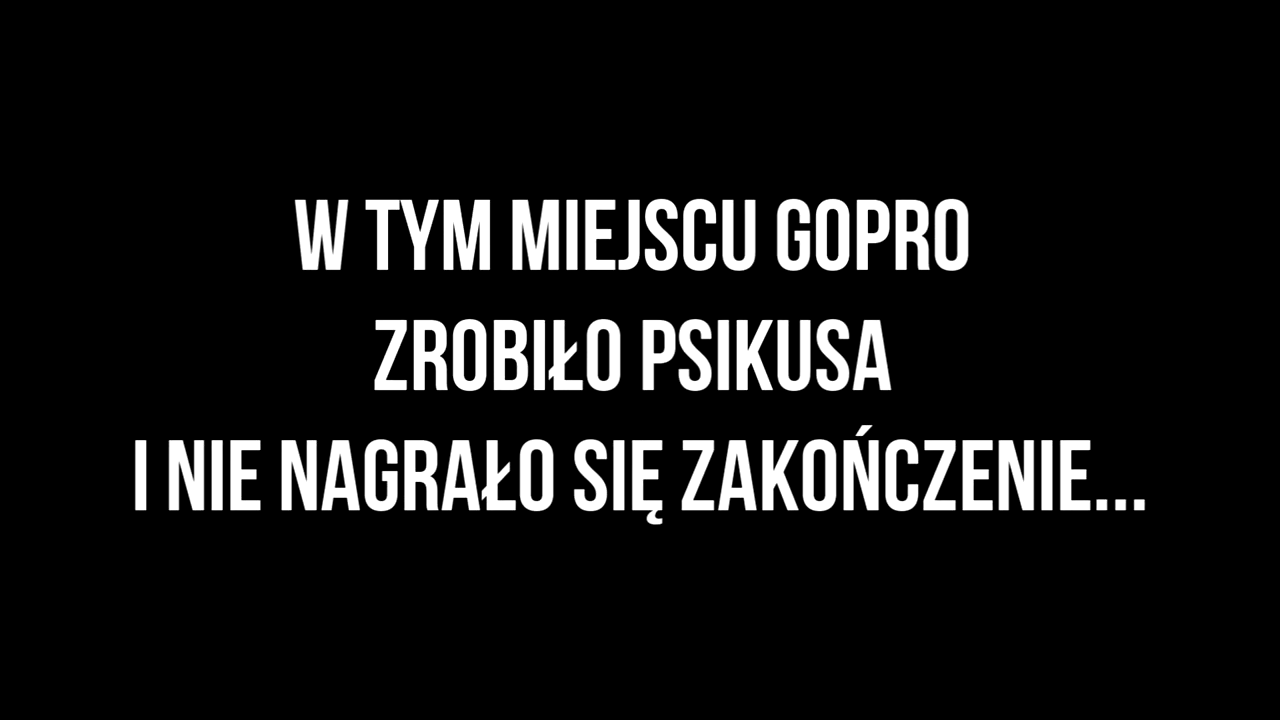 W TYM MIEJSCU GOPRO
ZROBIŁO PSIKUSA
I NIE NAGRAŁO SIĘ ZAKOŃCZENIE...